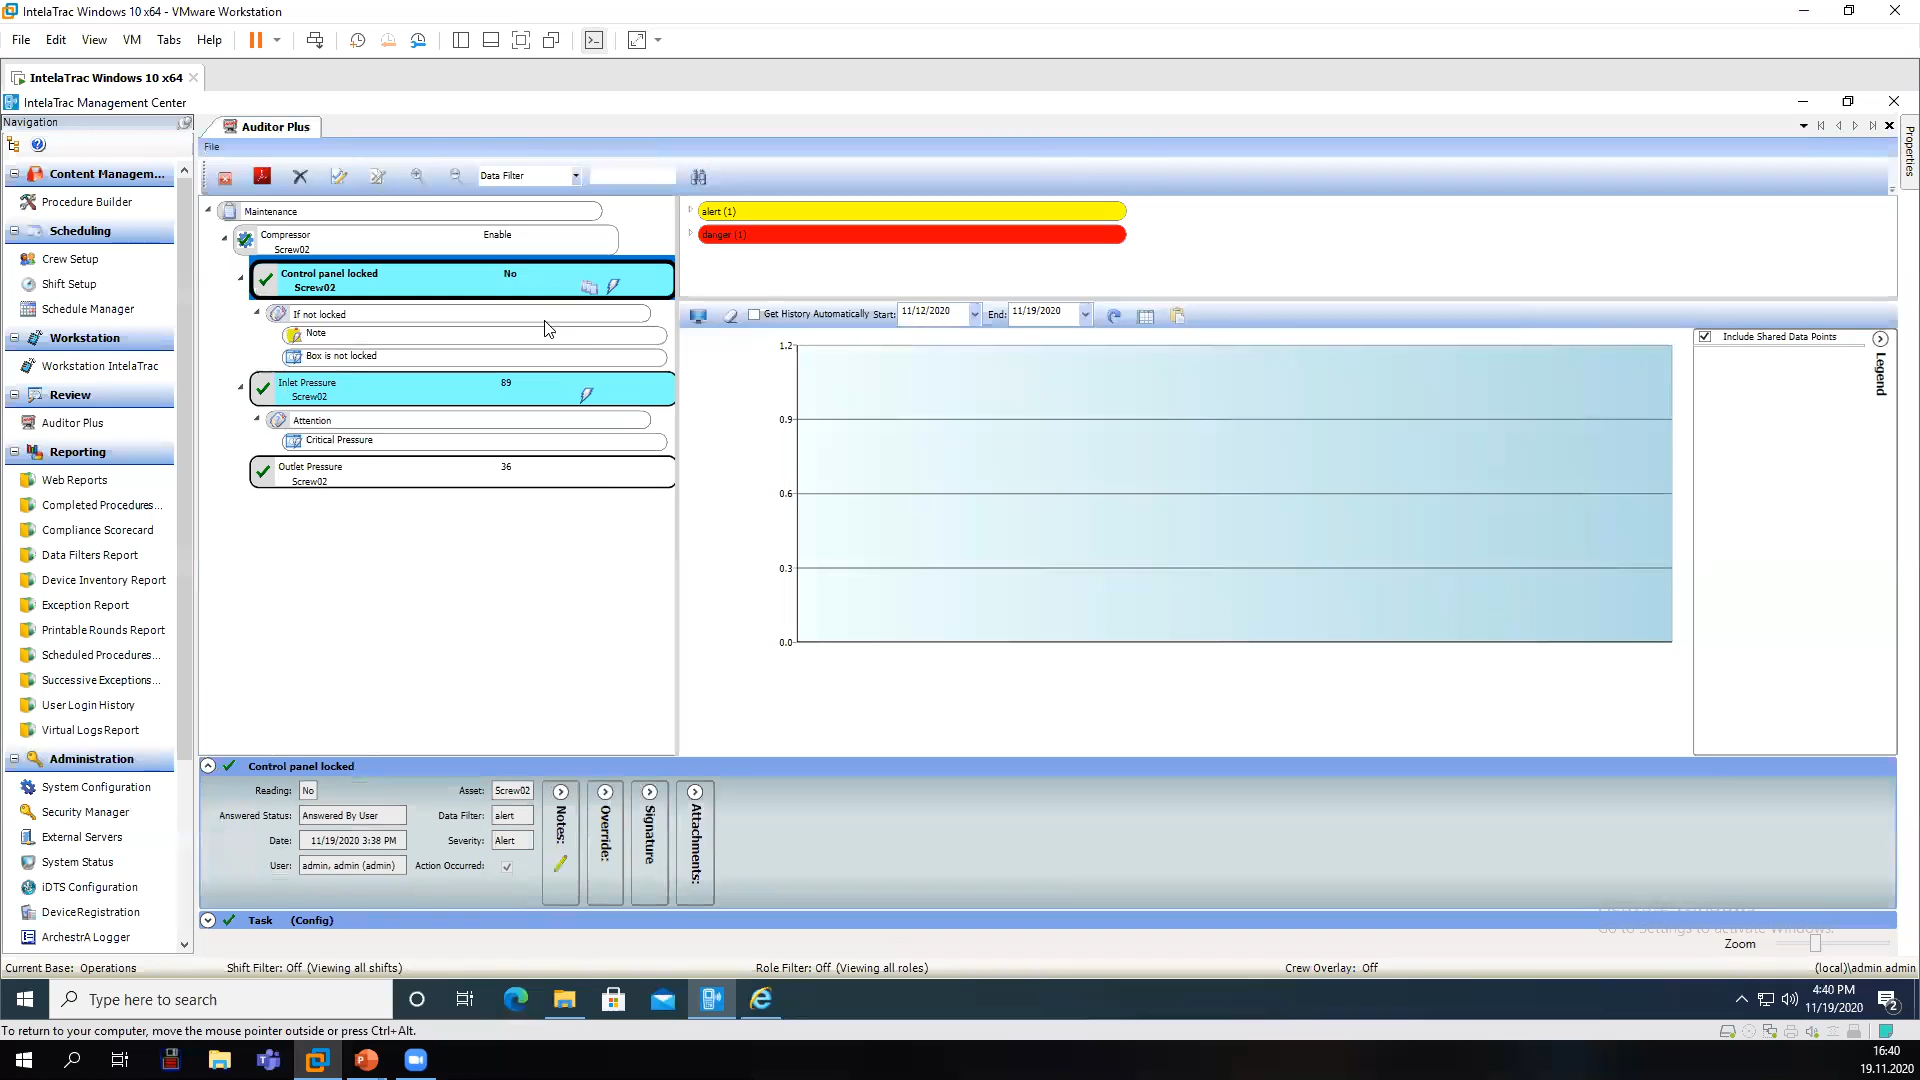 IntelaTrac Windows 10 x64 - VMware Workstation
File Edit View VM Tabs Help
IntelaTrac Windows 10 x64
IntelaTrac Management Center
Navigation
Auditor Plus
Properties
File
Data Filter
Content Managem...
Procedure Builder
Scheduling
Crew Setup
Shift Setup
Schedule Manager
Workstation
Workstation IntelaTrac
Review
Auditor Plus
Reporting
Web Reports
Completed Procedures...
Compliance Scorecard
Data Filters Report
Device Inventory Report
Exception Report
Printable Rounds Report
Scheduled Procedures...
Successive Exceptions...
User Login History
Virtual Logs Report
Administration
System Configuration
Security Manager
External Servers
System Status
iDTS Configuration
DeviceRegistration
ArchestrA Logger
Maintenance
Compressor Enable
Screw02
Control panel locked No
Screw02
If not locked
Note
Box is not locked
Inlet Pressure 89
Screw02
Attention
Critical Pressure
Outlet Pressure 36
Screw02
alert (1)
danger (1)
Get History Automatically Start: 11/12/2020 End: 11/19/2020
1.2
0.9
0.6
0.3
0.0
Include Shared Data Points
Legend
Control panel locked
Reading: No Asset: Screw02
Answered Status: Answered By User Data Filter: alert
Date: 11/19/2020 3:38 PM Severity: Alert
User: admin, admin (admin) Action Occurred:
Notes:
Override:
Signature
Attachments:
Task (Config)
Go to Settings to activate Windows.
Zoom
Current Base: Operations Shift Filter: Off (Viewing all shifts) Role Filter: Off (Viewing all roles) Crew Overlay: Off (local)\admin admin
Type here to search
4:40 PM
11/19/2020
2
To return to your computer, move the mouse pointer outside or press Ctrl+Alt.
16:40
19.11.2020